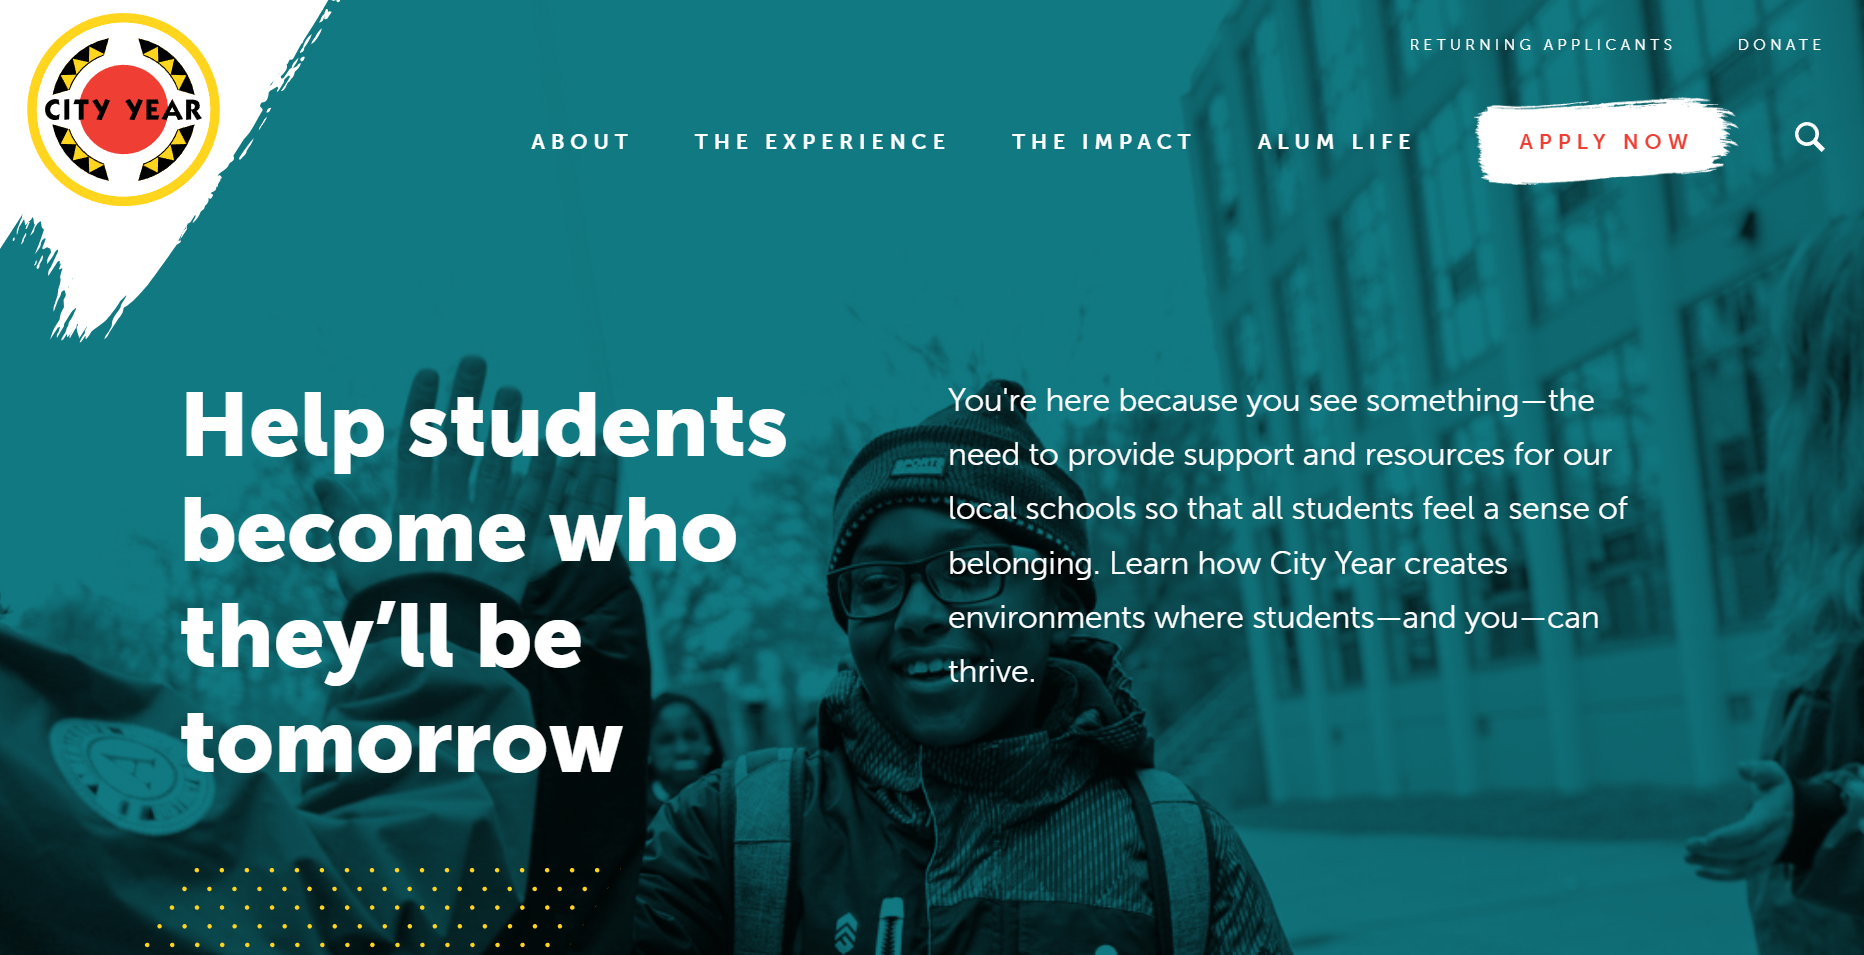 CITY YEAR
RETURNING APPLICANTS
DONATE
ABOUT
THE EXPERIENCE
THE IMPACT
ALUM LIFE
APPLY NOW
Help students
become who
they’ll be
tomorrow
You're here because you see something—the
need to provide support and resources for our
local schools so that all students feel a sense of
belonging. Learn how City Year creates
environments where students—and you—can
thrive.